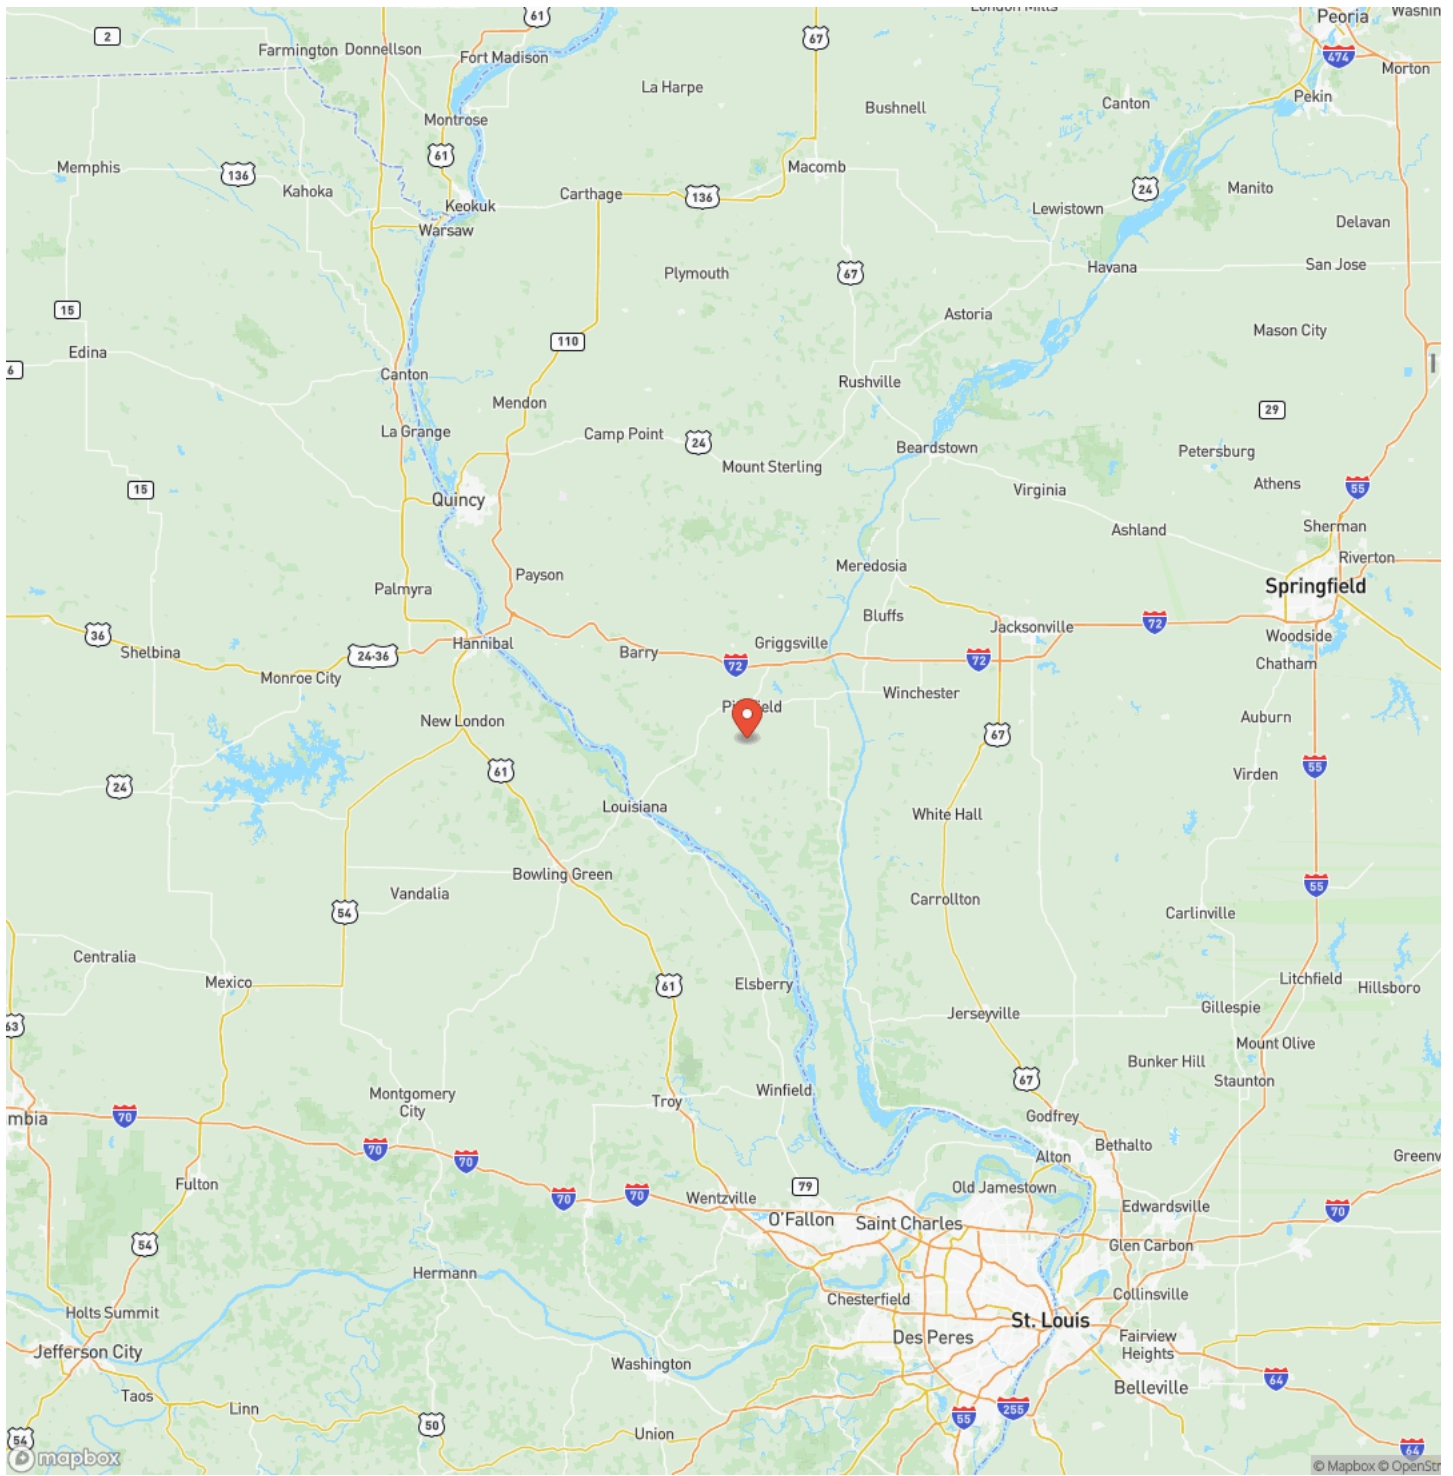 London Mills
Peoria
Washin
61
2
67
Farmington
Donnellson
Fort Madison
474
Morton
La Harpe
Pekin
Bushnell
Canton
Montrose
61
Memphis
136
Macomb
Kahoka
Carthage
136
24
Manito
Keokuk
Lewistown
Warsaw
Delavan
Plymouth
67
Havana
San Jose
15
Astoria
Mason City
110
Edina
6
Canton
Rushville
I
Mendon
29
La Grange
Camp Point
24
Beardstown
Petersburg
Mount Sterling
15
Quincy
Virginia
Athens
55
Ashland
Sherman
Riverton
Meredosia
Payson
Palmyra
Springfield
Bluffs
36
Jacksonville
72
Woodside
Hannibal
Griggsville
Shelbina
24-36
Barry
72
72
Chatham
Monroe City
Winchester
New London
67
Auburn
61
55
24
Virden
Louisiana
White Hall
Bowling Green
Vandalia
55
54
Carrollton
Carlinville
Centralia
Mexico
61
Elsberry
Litchfield
Hillsboro
63
Jerseyville
Gillespie
Mount Olive
Bunker Hill
67
Staunton
Montgomery
City
Winfield
Troy
mbia
70
Godfrey
70
Bethalto
70
Alton
Greenv
Fulton
70
70
79
Old Jamestown
Wentzville
Edwardsville
O'Fallon
Saint Charles
70
54
Glen Carbon
Hermann
Collinsville
Holts Summit
Chesterfield
St. Louis
Des Peres
Fairview
Heights
Jefferson City
Washington
64
Belleville
Taos
Linn
50
255
55
Union
54
64
mapbox
© Mapbox © OpenStr